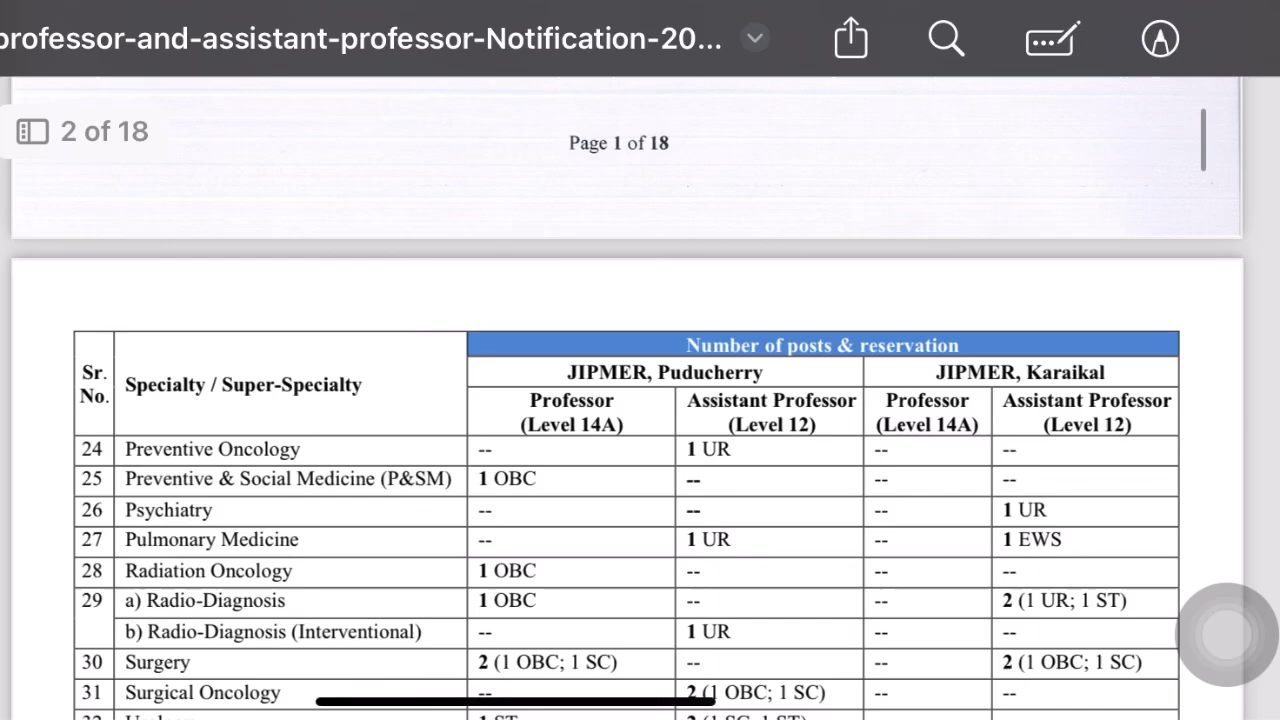 professor-and-assistant-professor-Notification-20...
2 of 18
Page 1 of 18
Number of posts & reservation
Sr. No. Specialty / Super-Specialty JIPMER, Puducherry JIPMER, Karaikal
Professor (Level 14A) Assistant Professor (Level 12) Professor (Level 14A) Assistant Professor (Level 12)
24 Preventive Oncology -- 1 UR -- --
25 Preventive & Social Medicine (P&SM) 1 OBC -- -- --
26 Psychiatry -- -- -- 1 UR
27 Pulmonary Medicine -- 1 UR -- 1 EWS
28 Radiation Oncology 1 OBC -- -- --
29 a) Radio-Diagnosis 1 OBC -- -- 2 (1 UR; 1 ST)
b) Radio-Diagnosis (Interventional) -- 1 UR -- --
30 Surgery 2 (1 OBC; 1 SC) -- -- 2 (1 OBC; 1 SC)
31 Surgical Oncology -- 2 (1 OBC; 1 SC) -- --